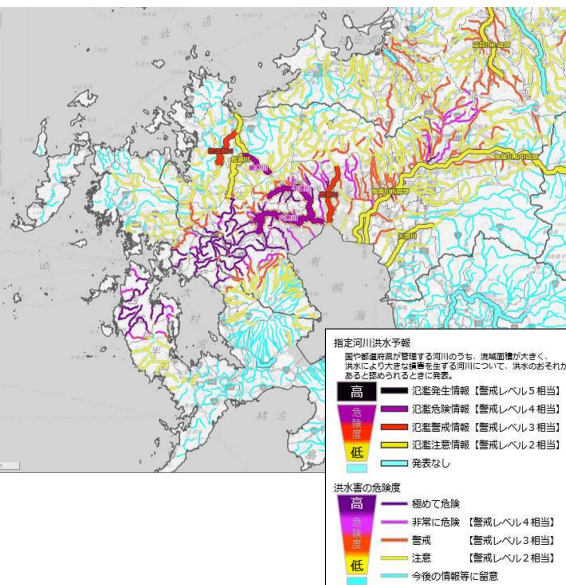 壱岐水道
有明海
大村湾
指定河川洪水予報
国や都道府県が管理する河川のうち、流域面積が大きく、
洪水により大きな損害を生ずる河川について、洪水のおそれが
あると認められるときに発表。
高
危険度
低
氾濫発生情報【警戒レベル5相当】
氾濫危険情報【警戒レベル4相当】
氾濫警戒情報【警戒レベル3相当】
氾濫注意情報【警戒レベル2相当】
発表なし
洪水害の危険度
高
危険度
低
極めて危険
非常に危険【警戒レベル4相当】
警戒【警戒レベル3相当】
注意【警戒レベル2相当】
今後の情報等に留意